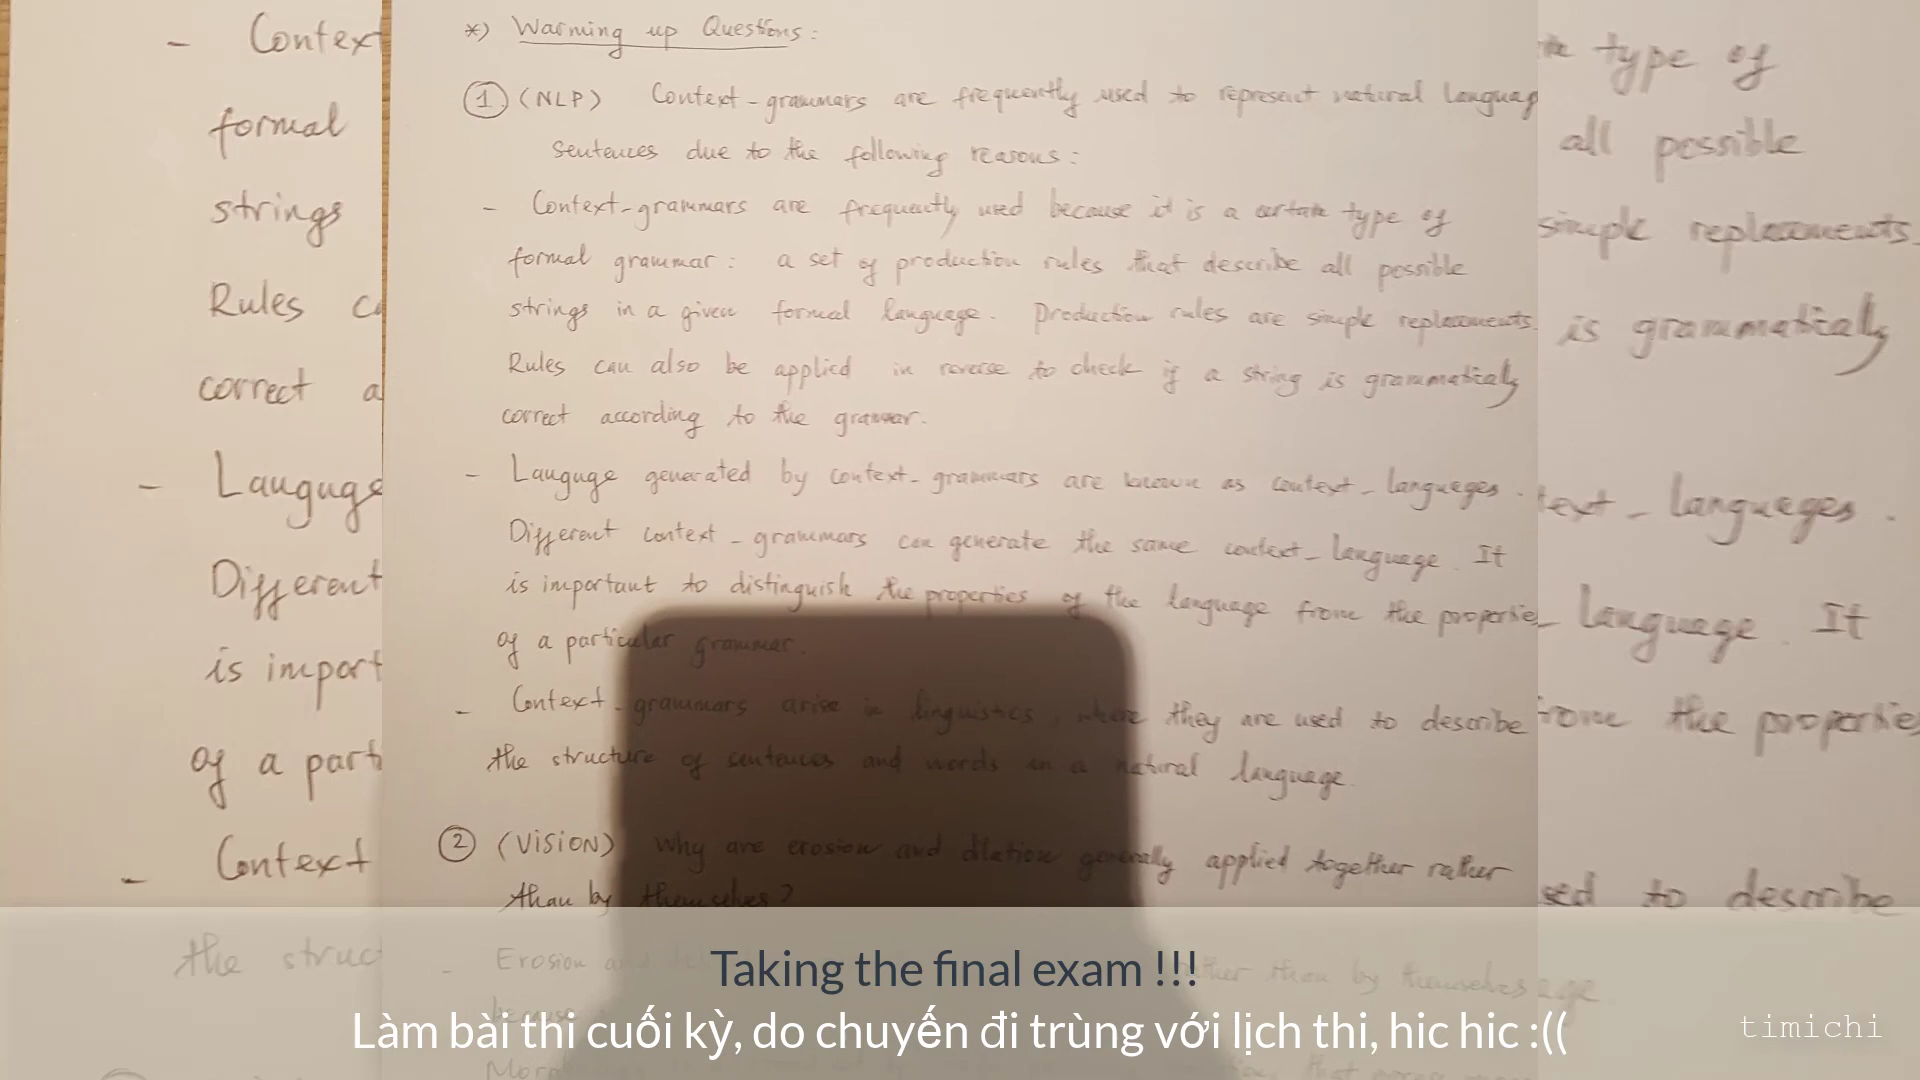 *) Warming up Questions:
① (NLP) Context-grammars are frequently used to represent natural languag
sentences due to the following reasons:
- Context-grammars are frequently used because it is a certain type of
formal grammar: a set of production rules that describe all possible
strings in a given formal language. Production rules are simple replacements.
Rules can also be applied in reverse to check if a string is grammatically
correct according to the grammar.
- Languge generated by context-grammars are known as context-langueges.
Different context-grammars can generate the same context-language. It
is important to distinguish the properties of the language from the propertie
of a particular grammar.
- Context-grammars arise in linguistics where they are used to describe
the structure of sentences and words in a natural language.
② (VISION) Why are erosion and dilation generally applied together rather
than by themselves?
- Erosion rather than by themselves
Taking the final exam !!!
Làm bài thi cuối kỳ, do chuyến đi trùng với lịch thi, hic hic :((
timichi